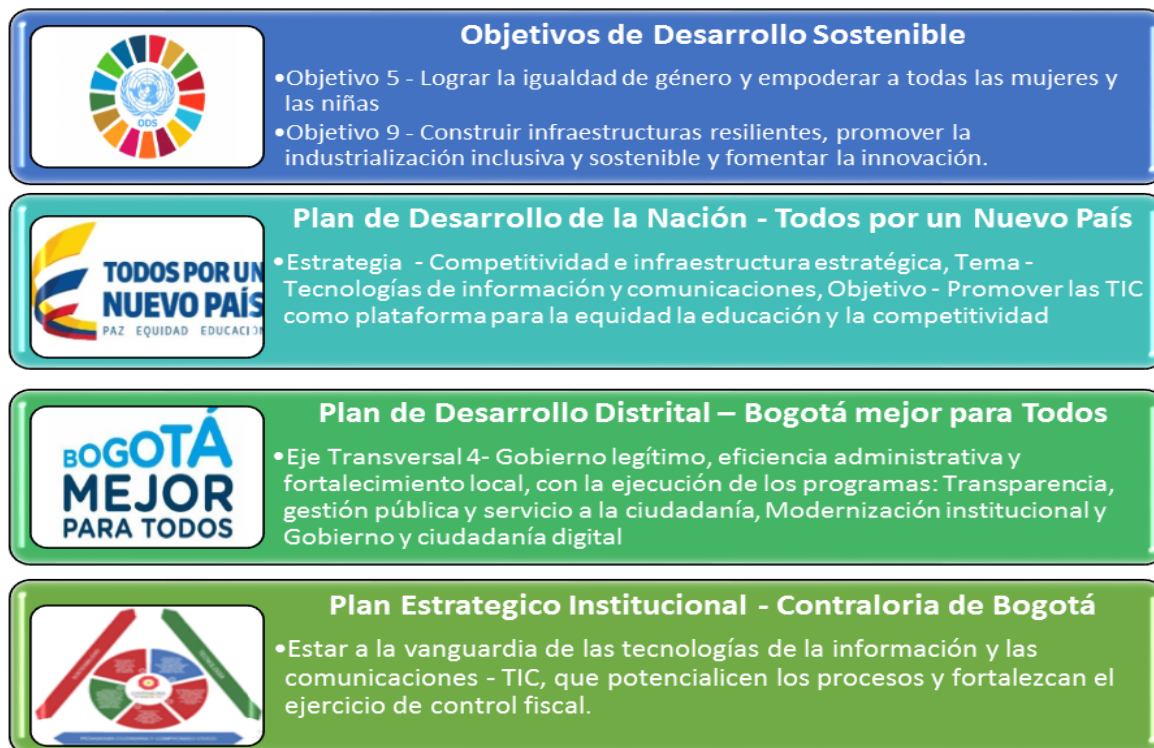 Objetivos de Desarrollo Sostenible
ODS
•Objetivo 5 - Lograr la igualdad de género y empoderar a todas las mujeres y
las niñas
•Objetivo 9 - Construir infraestructuras resilientes, promover la
industrialización inclusiva y sostenible y fomentar la innovación.
Plan de Desarrollo de la Nación - Todos por un Nuevo País
TODOS POR UN
NUEVO PAÍS
PAZ EQUIDAD EDUCACIÓN
•Estrategia - Competitividad e infraestructura estratégica, Tema -
Tecnologías de información y comunicaciones, Objetivo - Promover las TIC
como plataforma para la equidad la educación y la competitividad
Plan de Desarrollo Distrital – Bogotá mejor para Todos
BOGOTÁ
MEJOR
PARA TODOS
•Eje Transversal 4- Gobierno legítimo, eficiencia administrativa y
fortalecimiento local, con la ejecución de los programas: Transparencia,
gestión pública y servicio a la ciudadanía, Modernización institucional y
Gobierno y ciudadanía digital
Plan Estrategico Institucional - Contraloria de Bogotá
•Estar a la vanguardia de las tecnologías de la información y las
comunicaciones - TIC, que potencialicen los procesos y fortalezcan el
ejercicio de control fiscal.